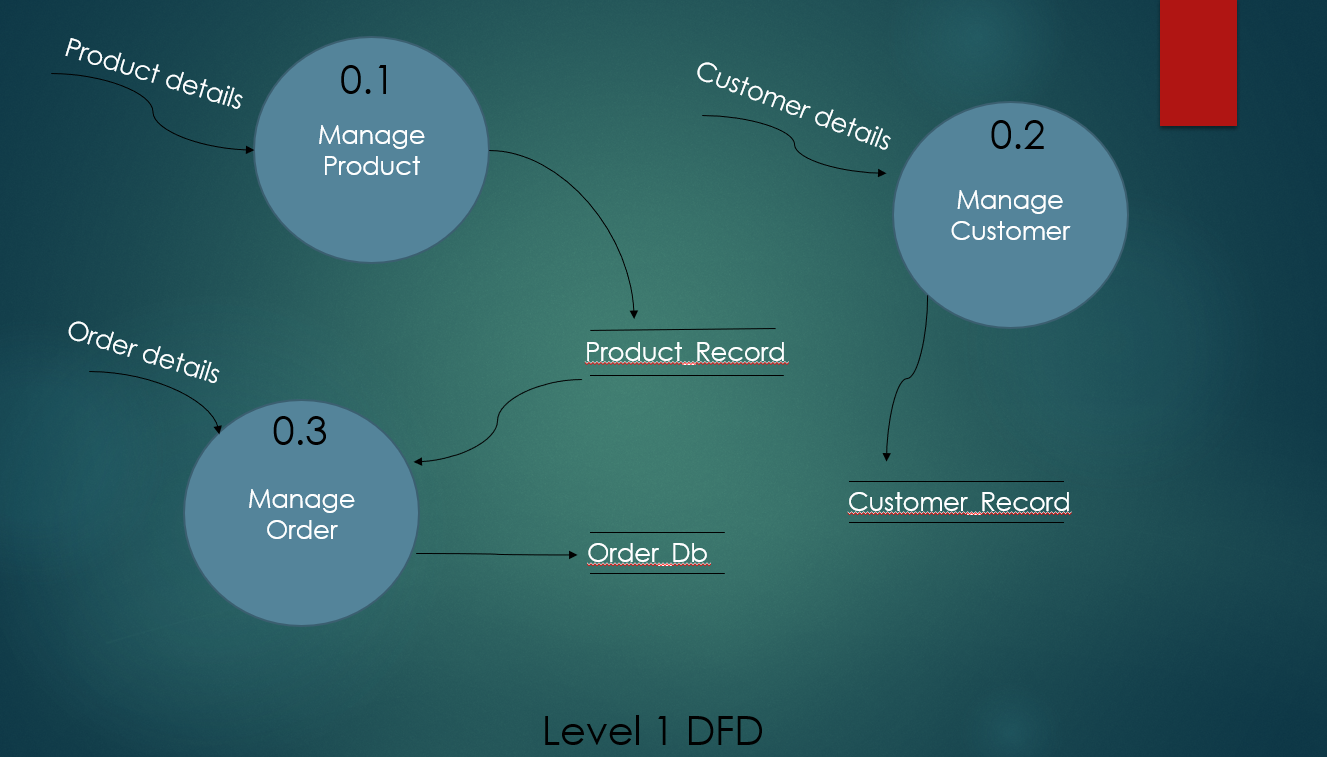 Product details
0.1
Manage
Product
Customer details
0.2
Manage
Customer
Order details
Product_Record
0.3
Manage
Order
Customer_Record
Order_Db
Level 1 DFD